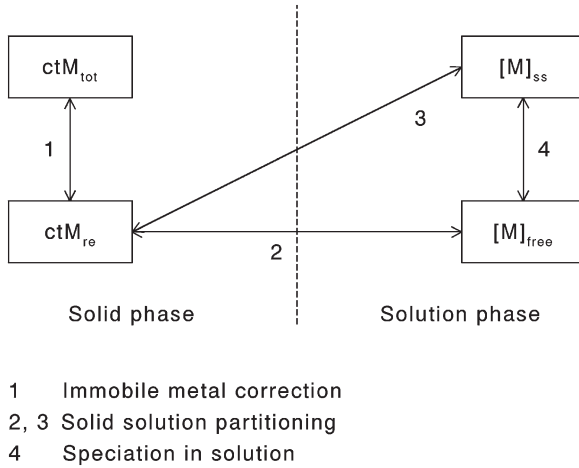 ctM_tot
[M]_ss
3
1
4
ctM_re
[M]_free
2
Solid phase
Solution phase
1 Immobile metal correction
2, 3 Solid solution partitioning
4 Speciation in solution